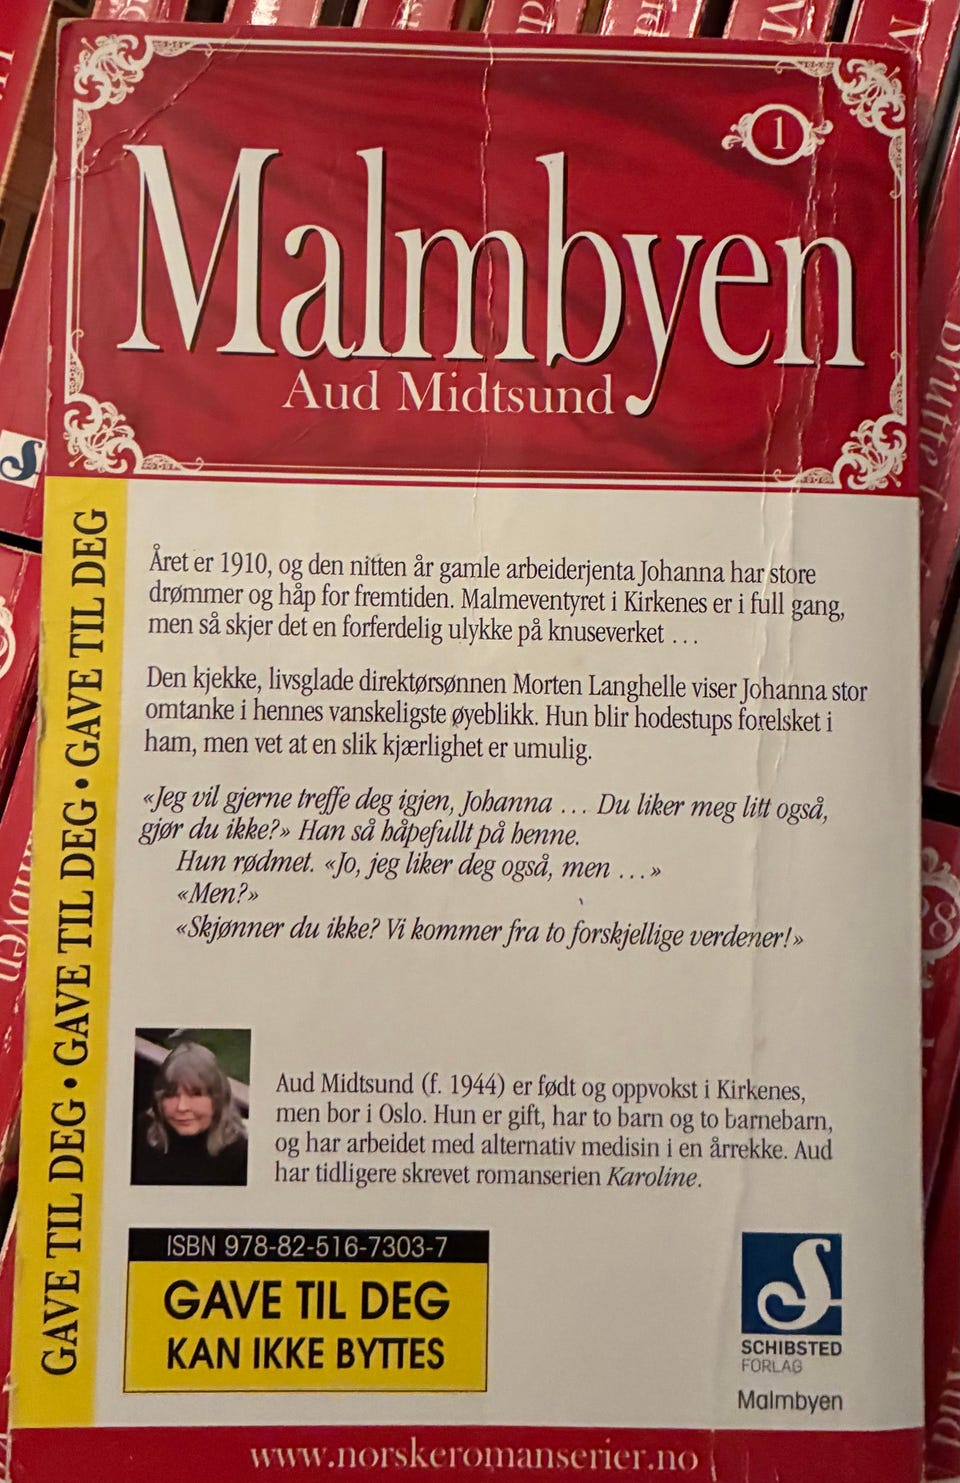 1
Malmbyen
Aud Midtsund
GAVE TIL DEG • GAVE TIL DEG • GAVE TIL DEG
Året er 1910, og den nitten år gamle arbeiderjenta Johanna har store
drømmer og håp for fremtiden. Malmeventyret i Kirkenes er i full gang,
men så skjer det en forferdelig ulykke på knuseverket ...
Den kjekke, livsglade direktørsønnen Morten Langhelle viser Johanna stor
omtanke i hennes vanskeligste øyeblikk. Hun blir hodestups forelsket i
ham, men vet at en slik kjærlighet er umulig.
«Jeg vil gjerne treffe deg igjen, Johanna ... Du liker meg litt også,
gjør du ikke?» Han så håpefullt på henne.
Hun rødmet. «Jo, jeg liker deg også, men ...»
«Men?»
«Skjønner du ikke? Vi kommer fra to forskjellige verdener!»
Aud Midtsund (f. 1944) er født og oppvokst i Kirkenes,
men bor i Oslo. Hun er gift, har to barn og to barnebarn,
og har arbeidet med alternativ medisin i en årrekke. Aud
har tidligere skrevet romanserien Karoline.
ISBN 978-82-516-7303-7
GAVE TIL DEG
KAN IKKE BYTTES
S
SCHIBSTED
FORLAG
Malmbyen
www.norskeromanserier.no